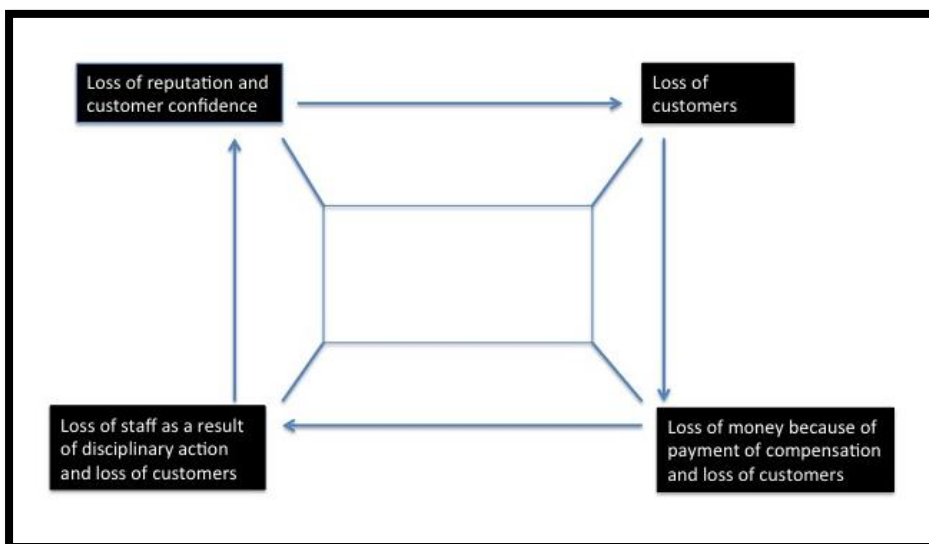 Loss of reputation and
customer confidence
Loss of
customers
Loss of staff as a result
of disciplinary action
and loss of customers
Loss of money because of
payment of compensation
and loss of customers